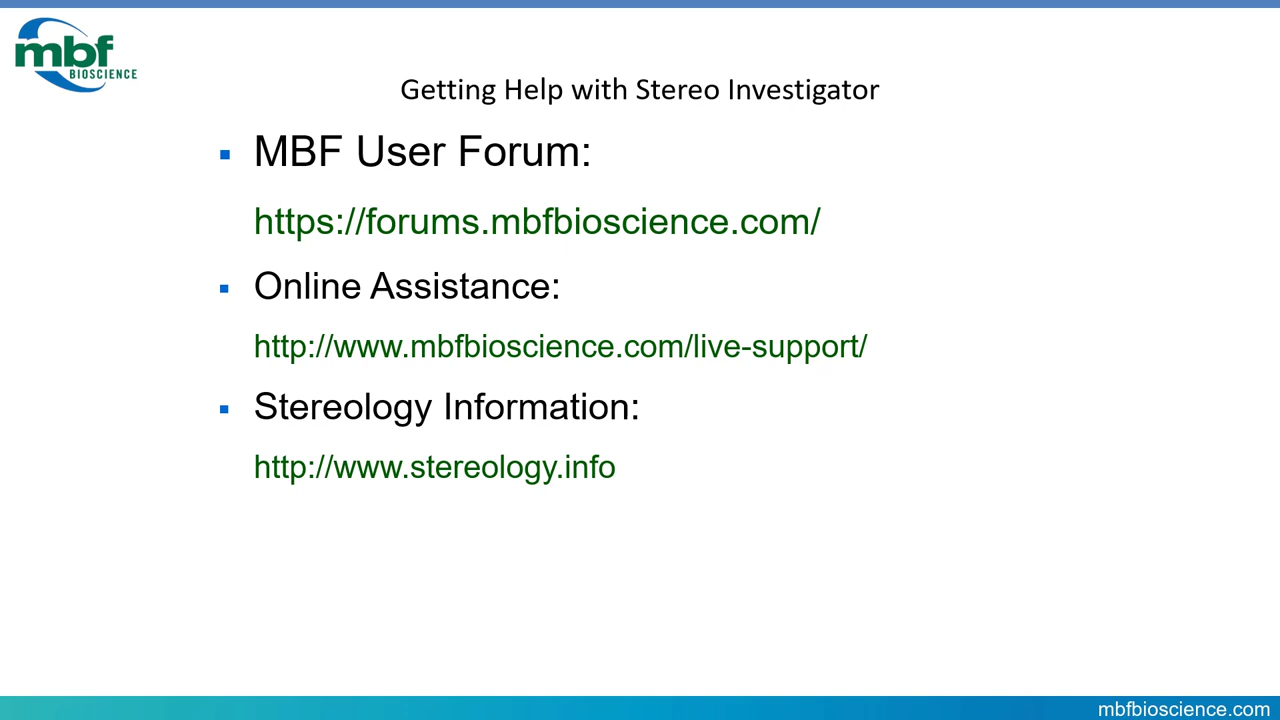 mbf
BIOSCIENCE
Getting Help with Stereo Investigator
▪ MBF User Forum:
https://forums.mbfbioscience.com/
▪ Online Assistance:
http://www.mbfbioscience.com/live-support/
▪ Stereology Information:
http://www.stereology.info
mbfbioscience.com